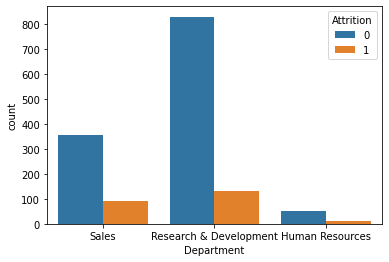 Attrition
0
1
800
700
600
500
400
300
200
100
0
count
Sales Research & Development Human Resources
Department